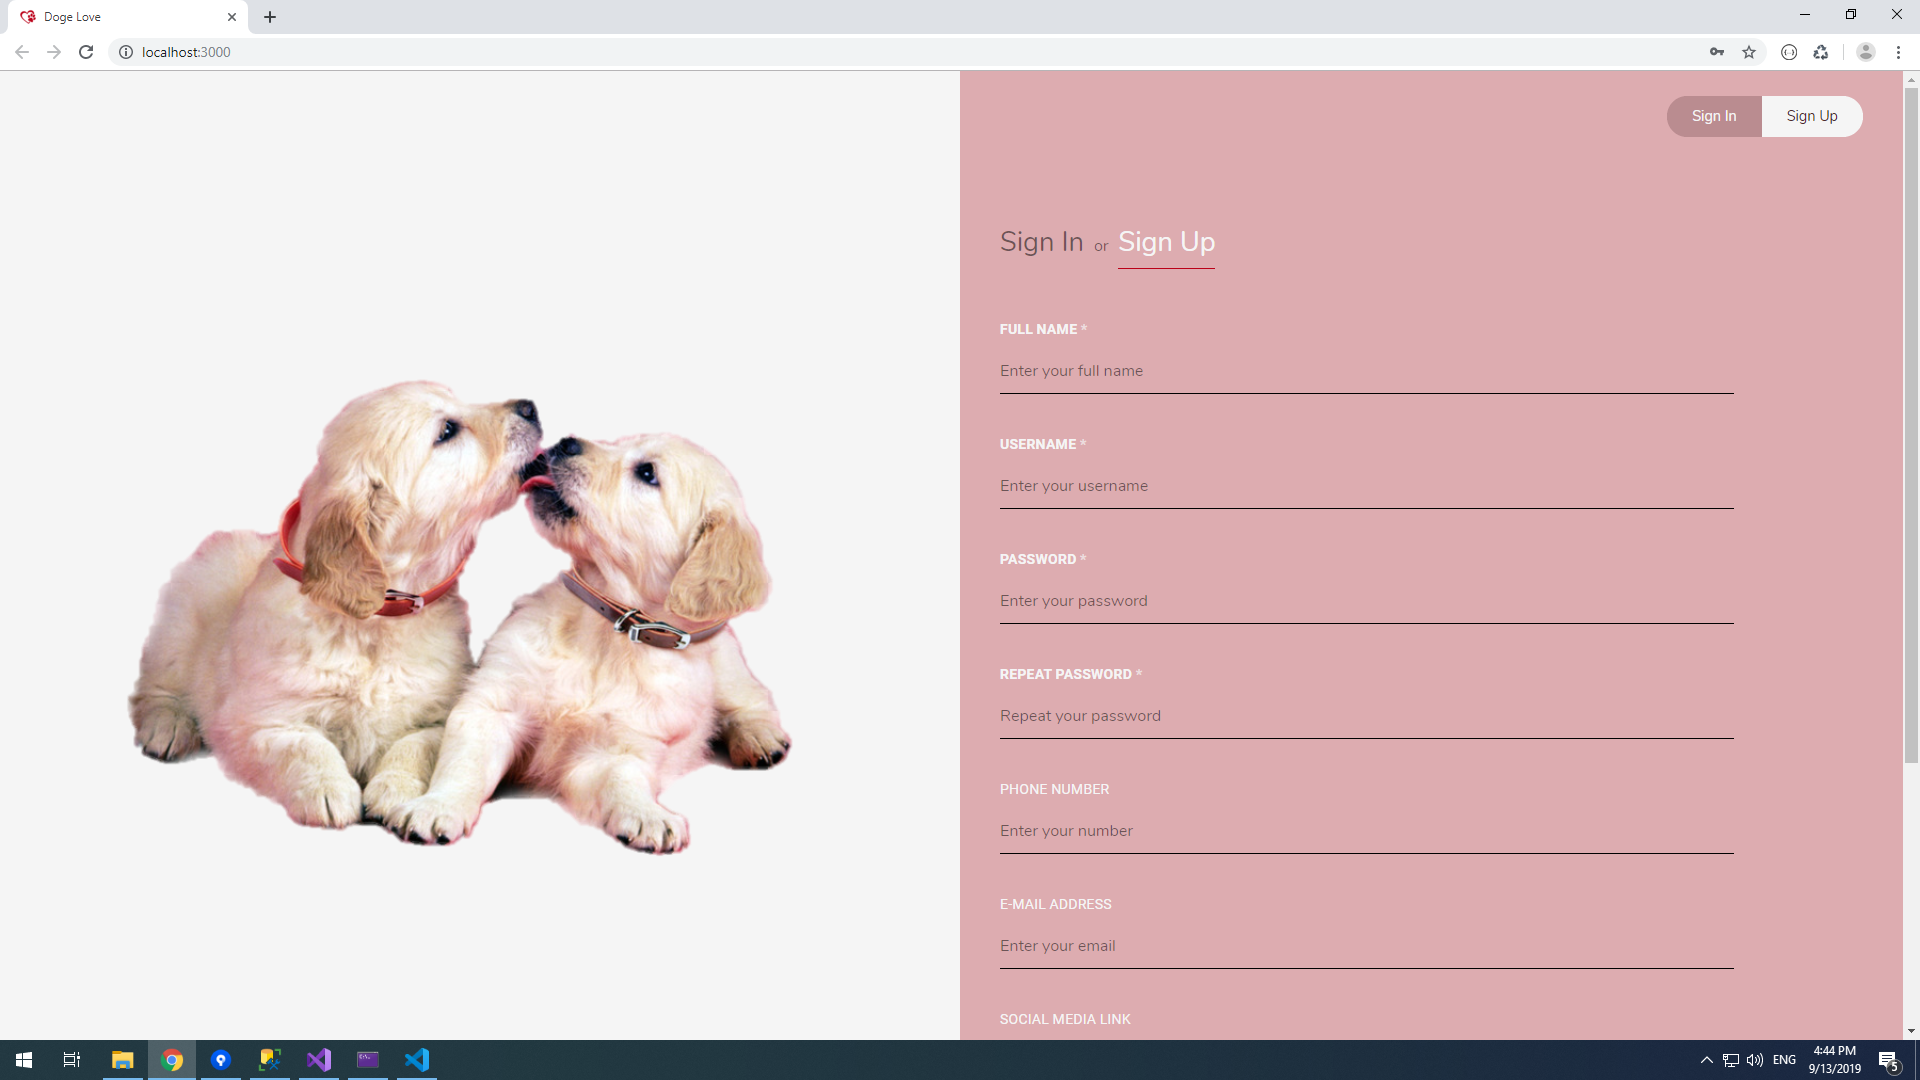 Doge Love
localhost:3000
Sign In
Sign Up
Sign In or Sign Up
FULL NAME *
Enter your full name
USERNAME *
Enter your username
PASSWORD *
Enter your password
REPEAT PASSWORD *
Repeat your password
PHONE NUMBER
Enter your number
E-MAIL ADDRESS
Enter your email
SOCIAL MEDIA LINK
ENG
4:44 PM
9/13/2019
5